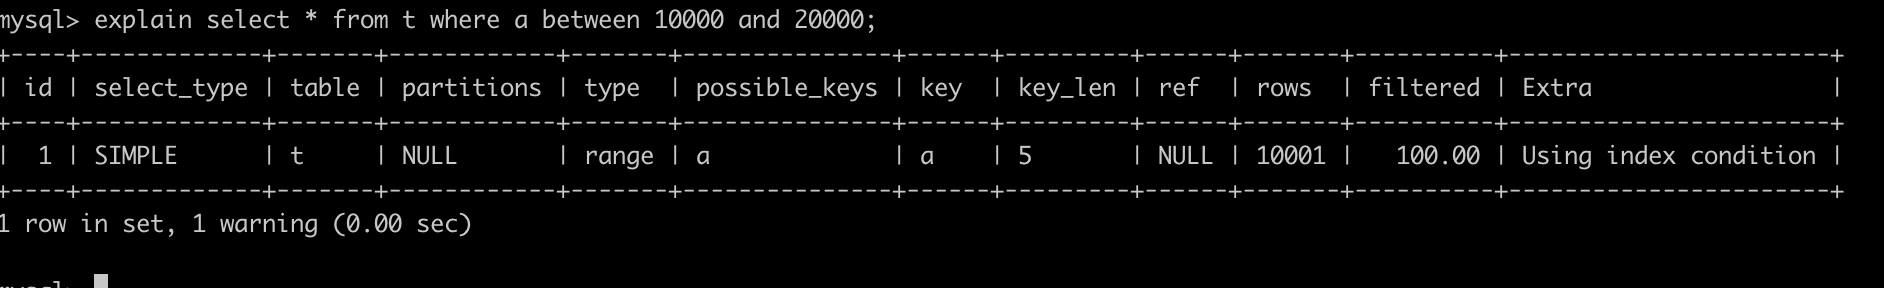 mysql> explain select * from t where a between 10000 and 20000;
+----+-------------+-------+------------+-------+---------------+------+---------+------+-------+----------+-----------------------+
| id | select_type | table | partitions | type  | possible_keys | key  | key_len | ref  | rows  | filtered | Extra                 |
+----+-------------+-------+------------+-------+---------------+------+---------+------+-------+----------+-----------------------+
|  1 | SIMPLE      | t     | NULL       | range | a             | a    | 5       | NULL | 10001 |   100.00 | Using index condition |
+----+-------------+-------+------------+-------+---------------+------+---------+------+-------+----------+-----------------------+
1 row in set, 1 warning (0.00 sec)
mysql>